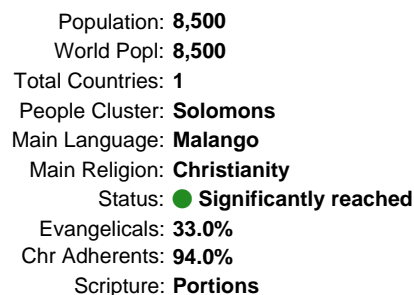 Population: 8,500
World Popl: 8,500
Total Countries: 1
People Cluster: Solomons
Main Language: Malango
Main Religion: Christianity
Status: Significantly reached
Evangelicals: 33.0%
Chr Adherents: 94.0%
Scripture: Portions